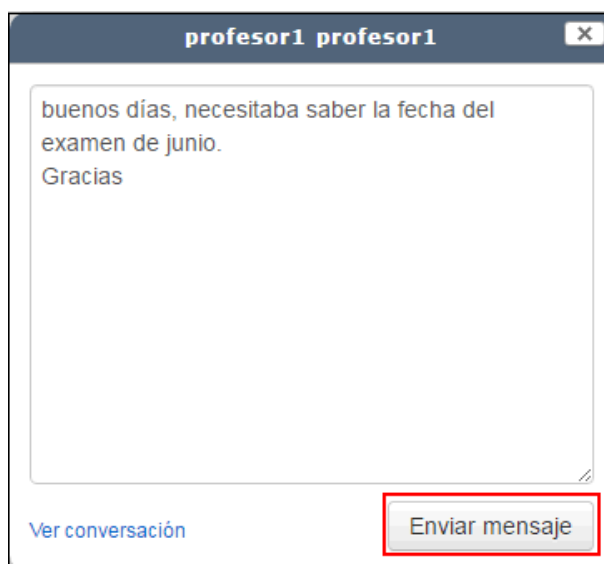 profesor1 profesor1
buenos días, necesitaba saber la fecha del
examen de junio.
Gracias
Ver conversación
Enviar mensaje